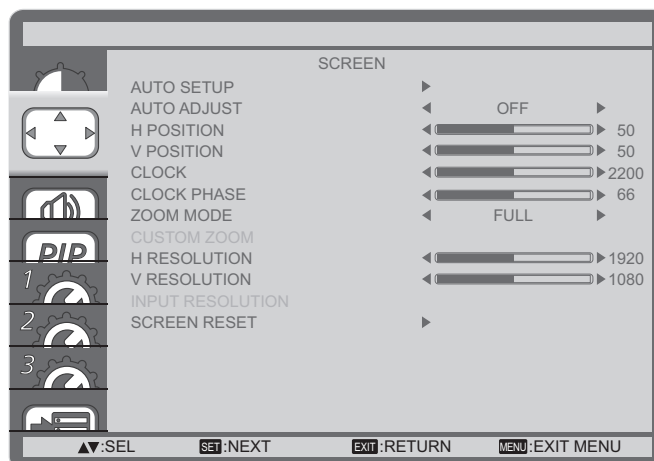 SCREEN
AUTO SETUP
AUTO ADJUST OFF
H POSITION 50
V POSITION 50
CLOCK 2200
CLOCK PHASE 66
ZOOM MODE FULL
CUSTOM ZOOM
H RESOLUTION 1920
V RESOLUTION 1080
INPUT RESOLUTION
SCREEN RESET
PIP
1
2
3
▲▼:SEL SET:NEXT EXIT:RETURN MENU:EXIT MENU